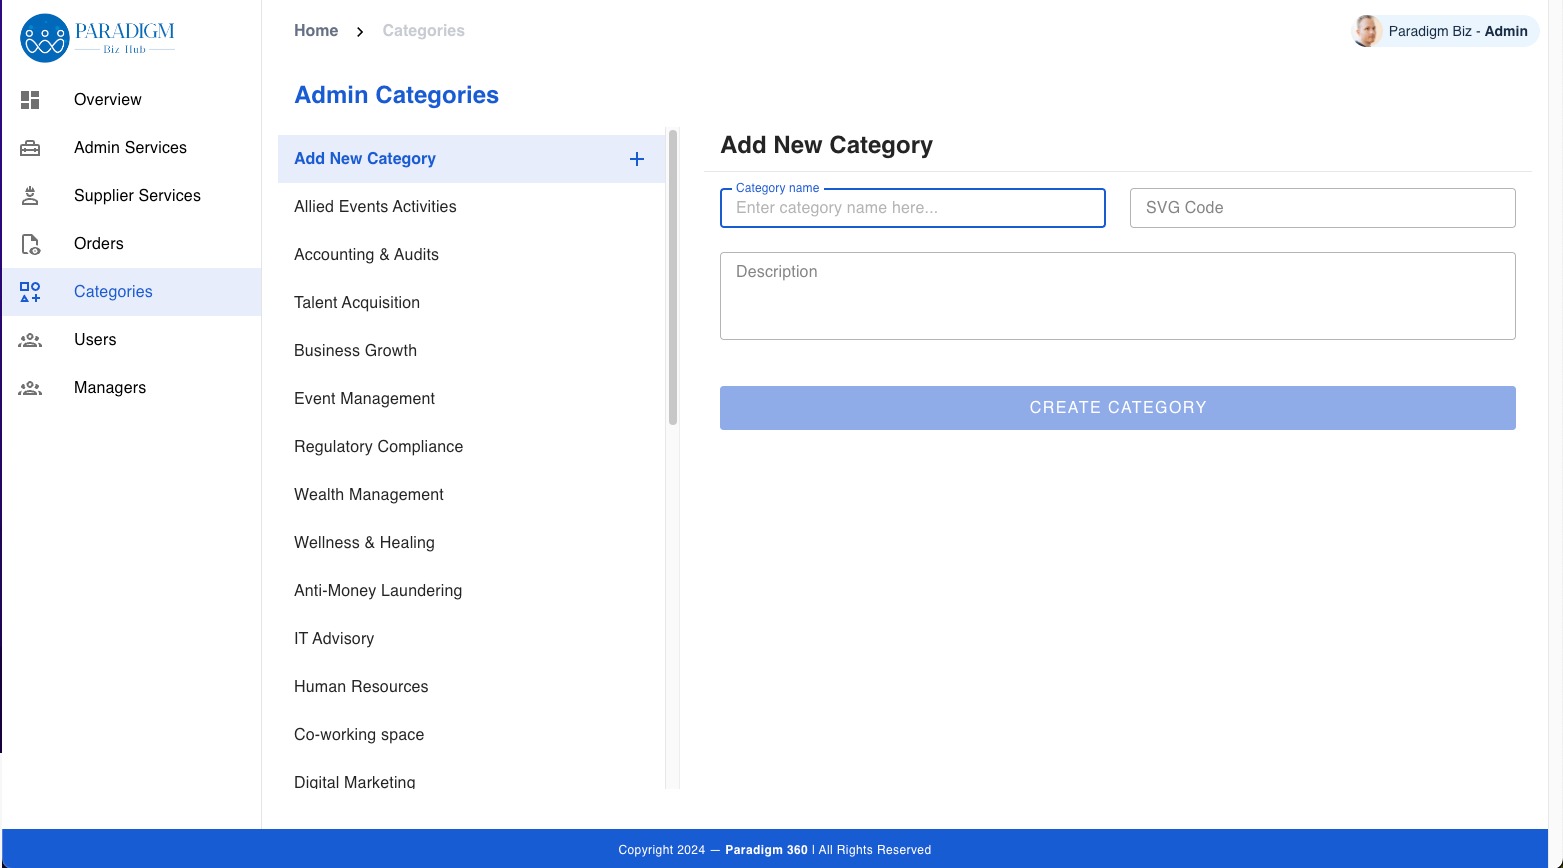 PARADIGM
Biz Hub
Home
Categories
Paradigm Biz - Admin
Overview
Admin Services
Supplier Services
Orders
Categories
Users
Managers
Admin Categories
Add New Category
Allied Events Activities
Accounting & Audits
Talent Acquisition
Business Growth
Event Management
Regulatory Compliance
Wealth Management
Wellness & Healing
Anti-Money Laundering
IT Advisory
Human Resources
Co-working space
Digital Marketing
Add New Category
Category name
Enter category name here...
SVG Code
Description
CREATE CATEGORY
Copyright 2024 — Paradigm 360 | All Rights Reserved